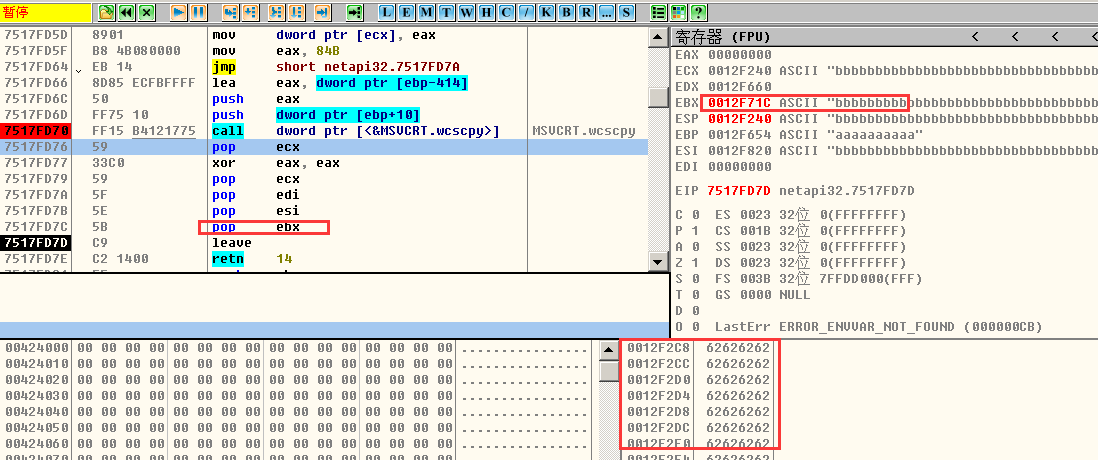 暂停 L E M T W H C / K B R ... S ?
7517FD5D 8901 mov dword ptr [ecx], eax
7517FD5F B8 4B080000 mov eax, 84B
7517FD64 EB 14 jmp short netapi32.7517FD7A
7517FD66 8D85 ECFBFFFF lea eax, dword ptr [ebp-414]
7517FD6C 50 push eax
7517FD6D FF75 10 push dword ptr [ebp+10]
7517FD70 FF15 B4121775 call dword ptr [<&MSVCRT.wcscpy>] MSVCRT.wcscpy
7517FD76 59 pop ecx
7517FD77 33C0 xor eax, eax
7517FD79 59 pop ecx
7517FD7A 5F pop edi
7517FD7B 5E pop esi
7517FD7C 5B pop ebx
7517FD7D C9 leave
7517FD7E C2 1400 retn 14
寄存器 (FPU) < < < <
EAX 00000000
ECX 0012F240 ASCII "bbbbbbbbbbbbbbbbbbbbbbbbbbbbbbbbbbb
EDX 0012F660
EBX 0012F71C ASCII "bbbbbbbbbbbbbbbbbbbbbbbbbbbbbbbbbbb
ESP 0012F240 ASCII "bbbbbbbbbbbbbbbbbbbbbbbbbbbbbbbbbbb
EBP 0012F654 ASCII "aaaaaaaaaa"
ESI 0012F820 ASCII "bbbbbbbbbbbbbbbbbbbbbbbbbbbbbbbbbbb
EDI 00000000
EIP 7517FD7D netapi32.7517FD7D
C 0 ES 0023 32位 0(FFFFFFFF)
P 1 CS 001B 32位 0(FFFFFFFF)
A 0 SS 0023 32位 0(FFFFFFFF)
Z 1 DS 0023 32位 0(FFFFFFFF)
S 0 FS 003B 32位 7FFDD000(FFF)
T 0 GS 0000 NULL
D 0
O 0 LastErr ERROR_ENVVAR_NOT_FOUND (000000CB)
00424000 00 00 00 00 00 00 00 00 00 00 00 00 00 00 00 00 ................
00424010 00 00 00 00 00 00 00 00 00 00 00 00 00 00 00 00 ................
00424020 00 00 00 00 00 00 00 00 00 00 00 00 00 00 00 00 ................
00424030 00 00 00 00 00 00 00 00 00 00 00 00 00 00 00 00 ................
00424040 00 00 00 00 00 00 00 00 00 00 00 00 00 00 00 00 ................
00424050 00 00 00 00 00 00 00 00 00 00 00 00 00 00 00 00 ................
00424060 00 00 00 00 00 00 00 00 00 00 00 00 00 00 00 00 ................
0012F2C8 62626262
0012F2CC 62626262
0012F2D0 62626262
0012F2D4 62626262
0012F2D8 62626262
0012F2DC 62626262
0012F2E0 62626262